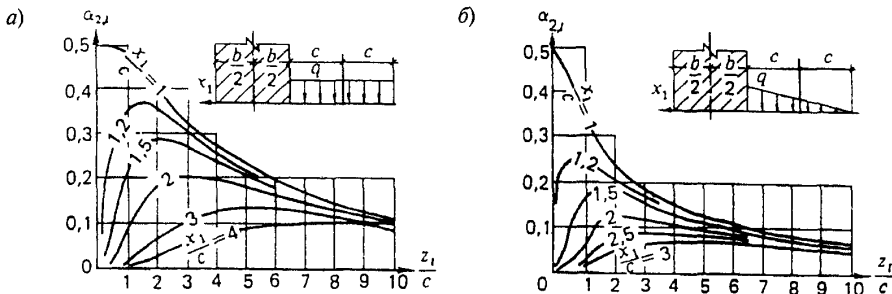 а)
α₂,
0,5
0,4
0,3
0,2
0,1
0
x₁/c = 1
1,2
1,5
2
3
x₁/c = 4
b/2 b/2 c c
x₁
q
1 2 3 4 5 6 7 8 9 10
z₁/c
б)
α₂,
0,5
0,4
0,3
0,2
0,1
0
x₁/c = 1
1,2
1,5
2
2,5
x₁/c = 3
b/2 b/2 c c
x₁
q
1 2 3 4 5 6 7 8 9 10
z₁/c